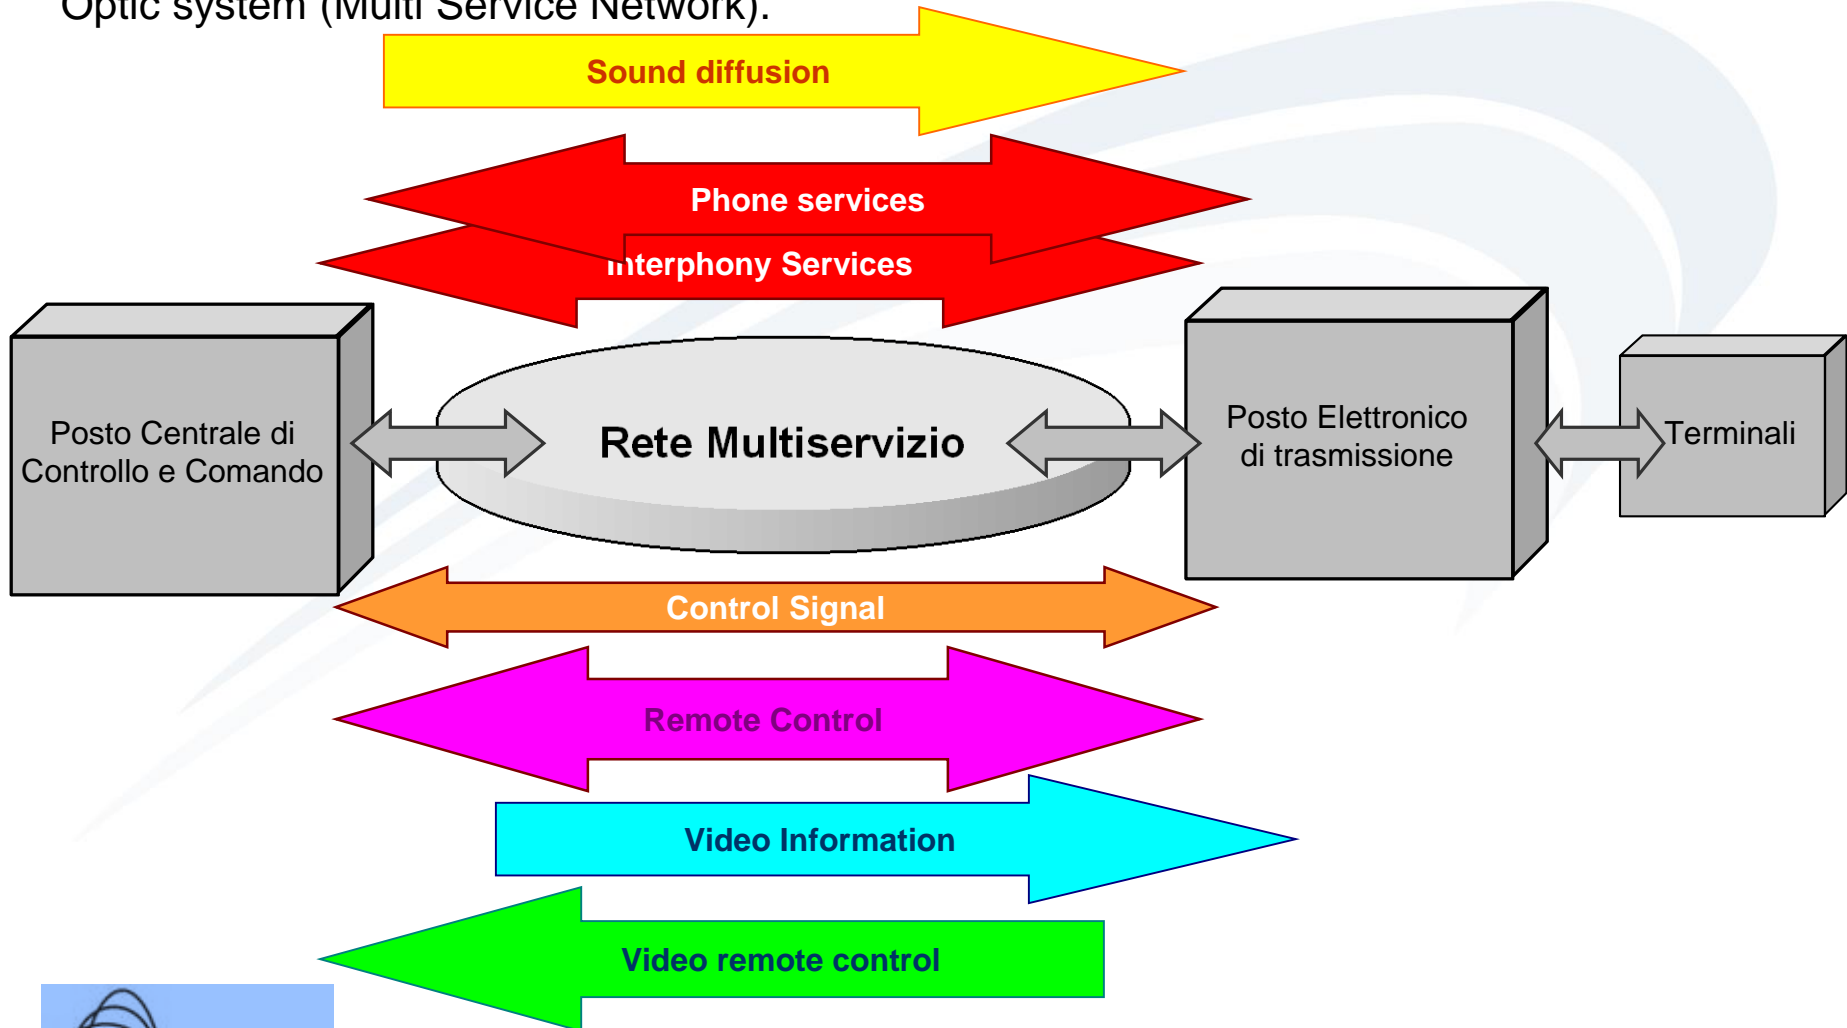 Optic system (Multi Service Network).
Sound diffusion
Phone services
Interphony Services
Posto Centrale di
Controllo e Comando
Rete Multiservizio
Posto Elettronico
di trasmissione
Terminali
Control Signal
Remote Control
Video Information
Video remote control